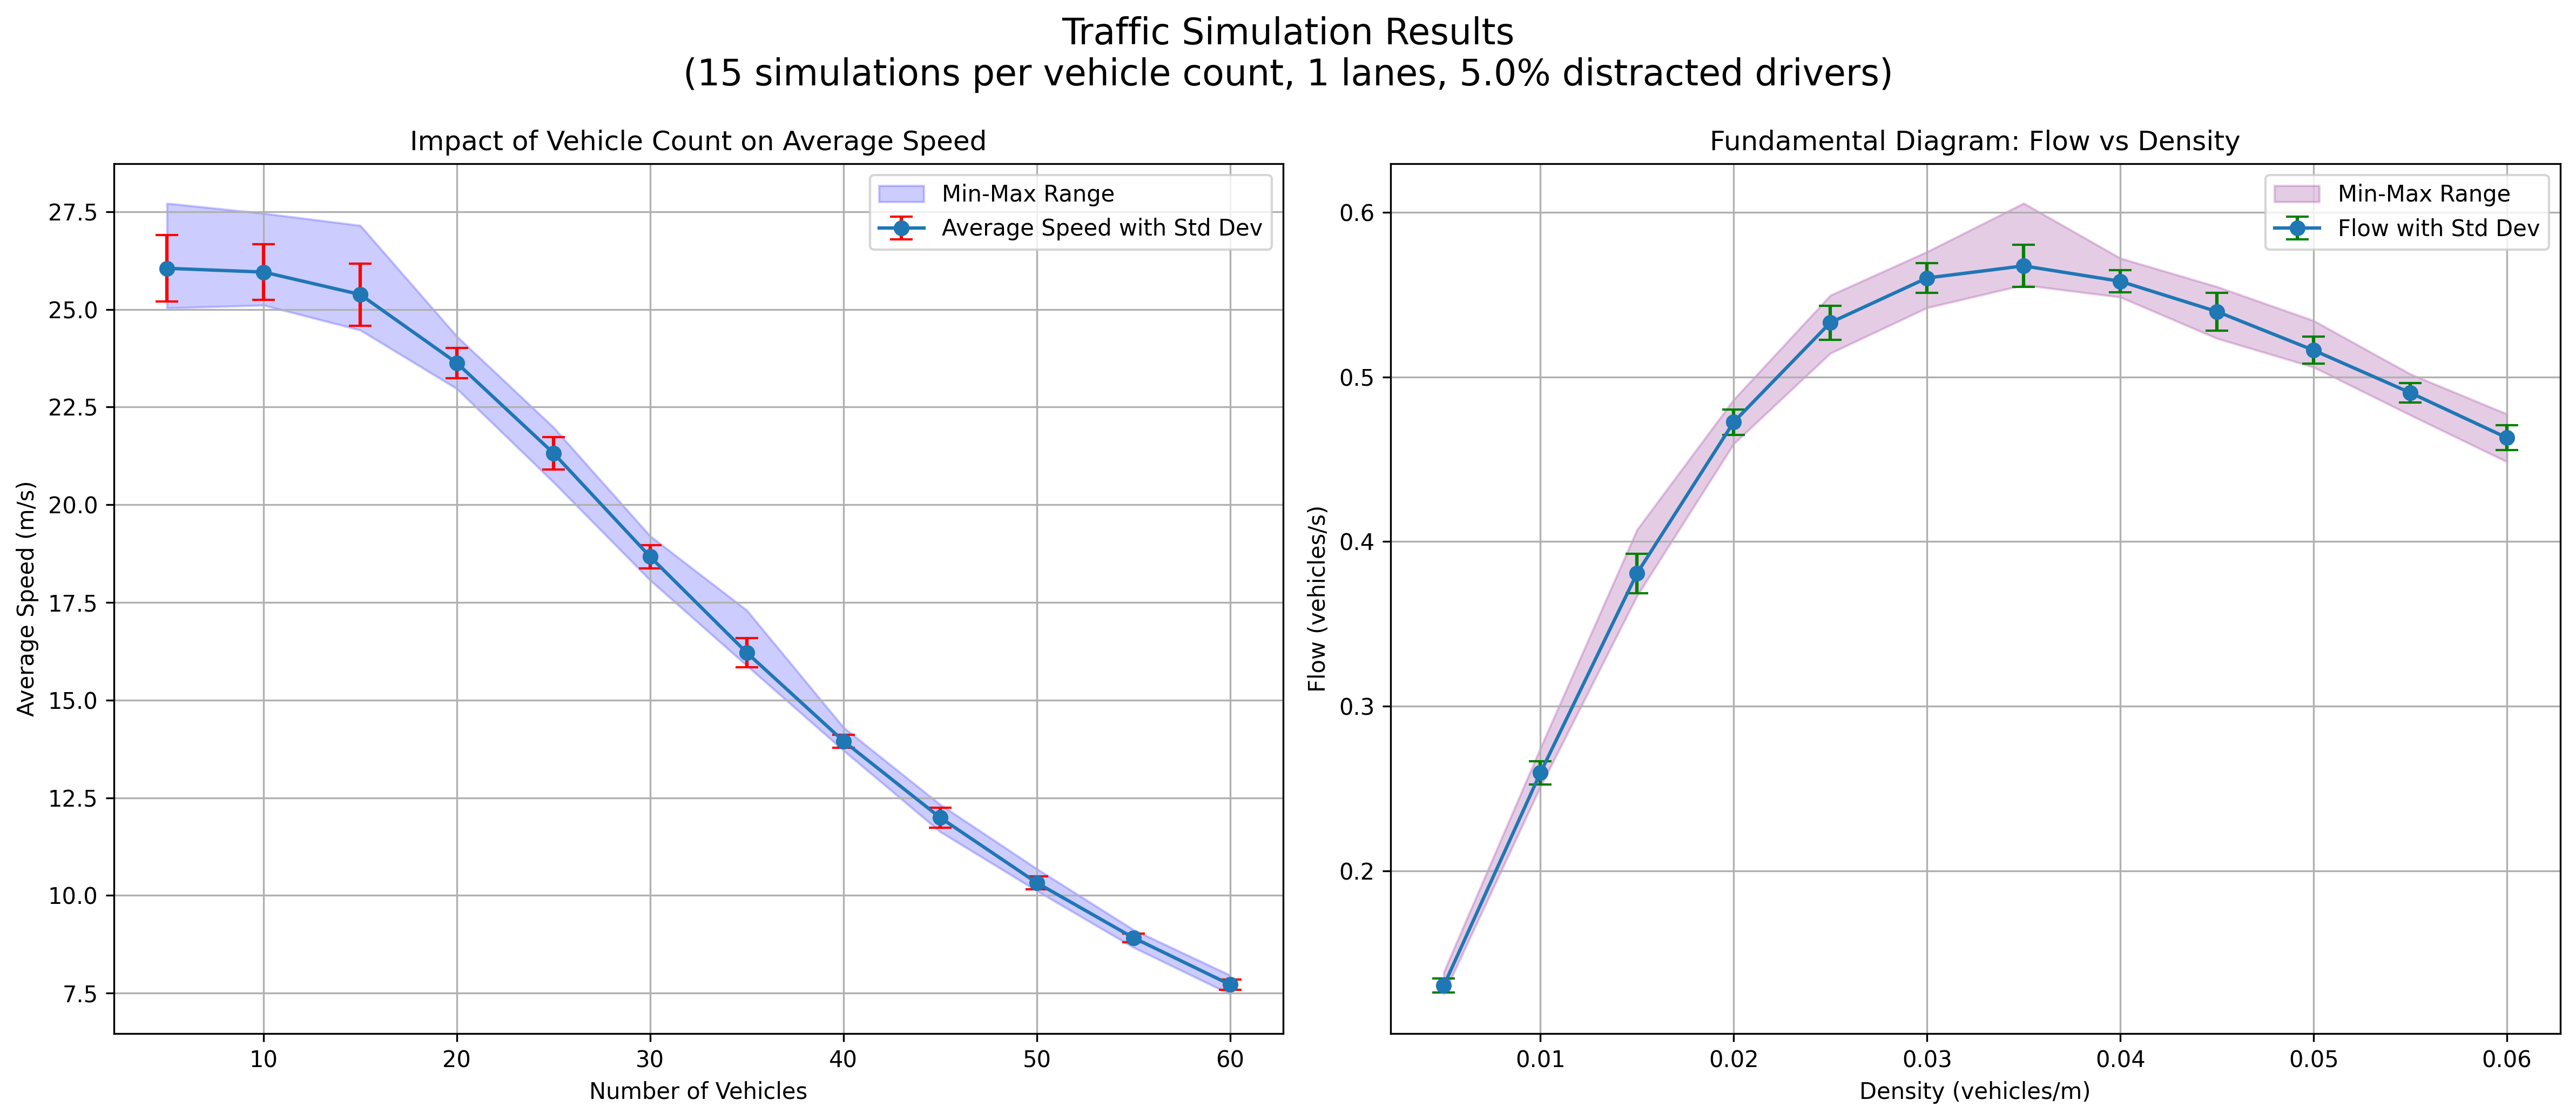 Traffic Simulation Results
(15 simulations per vehicle count, 1 lanes, 5.0% distracted drivers)
Impact of Vehicle Count on Average Speed
Min-Max Range
Average Speed with Std Dev
27.5
25.0
22.5
20.0
17.5
15.0
12.5
10.0
7.5
Average Speed (m/s)
10 20 30 40 50 60
Number of Vehicles
Fundamental Diagram: Flow vs Density
Min-Max Range
Flow with Std Dev
0.6
0.5
0.4
0.3
0.2
Flow (vehicles/s)
0.01 0.02 0.03 0.04 0.05 0.06
Density (vehicles/m)